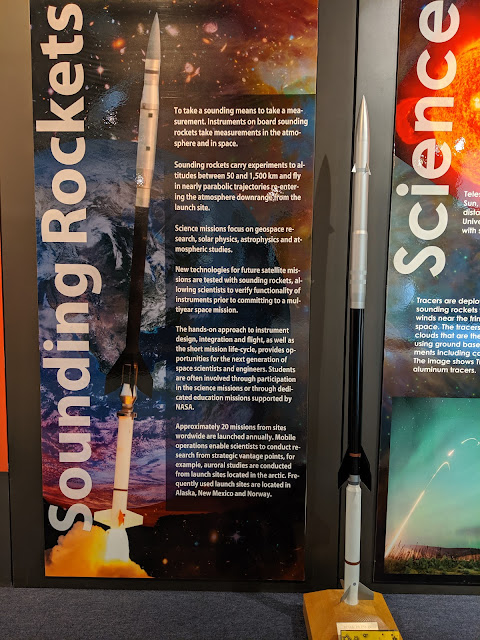 Sounding Rockets
To take a sounding means to take a mea-
surement. Instruments on board sounding
rockets take measurements in the atmo-
sphere and in space.
Sounding rockets carry experiments to al-
titudes between 50 and 1,500 km and fly
in nearly parabolic trajectories re-enter-
ing the atmosphere downrange from the
launch site.
Science missions focus on geospace re-
search, solar physics, astrophysics and at-
mospheric studies.
New technologies for future satellite mis-
sions are tested with sounding rockets, al-
lowing scientists to verify functionality of
instruments prior to committing to a mul-
tiyear space mission.
The hands-on approach to instrument
design, integration and flight, as well as
the short mission life-cycle, provides op-
portunities for the next generation of
space scientists and engineers. Students
are often involved through participation
in the science missions or through dedi-
cated education missions supported by
NASA.
Approximately 20 missions from sites
worldwide are launched annually. Mobile
operations enable scientists to conduct re-
search from strategic vantage points, for
example, auroral studies are conducted
from launch sites located in the arctic. Fre-
quently used launch sites are located in
Alaska, New Mexico and Norway.
Science
Sun,
with
Tracers are
sounding rockets
winds near the
space. The tracers
clouds that are
using ground
ments including
The image shows
aluminum tracers.